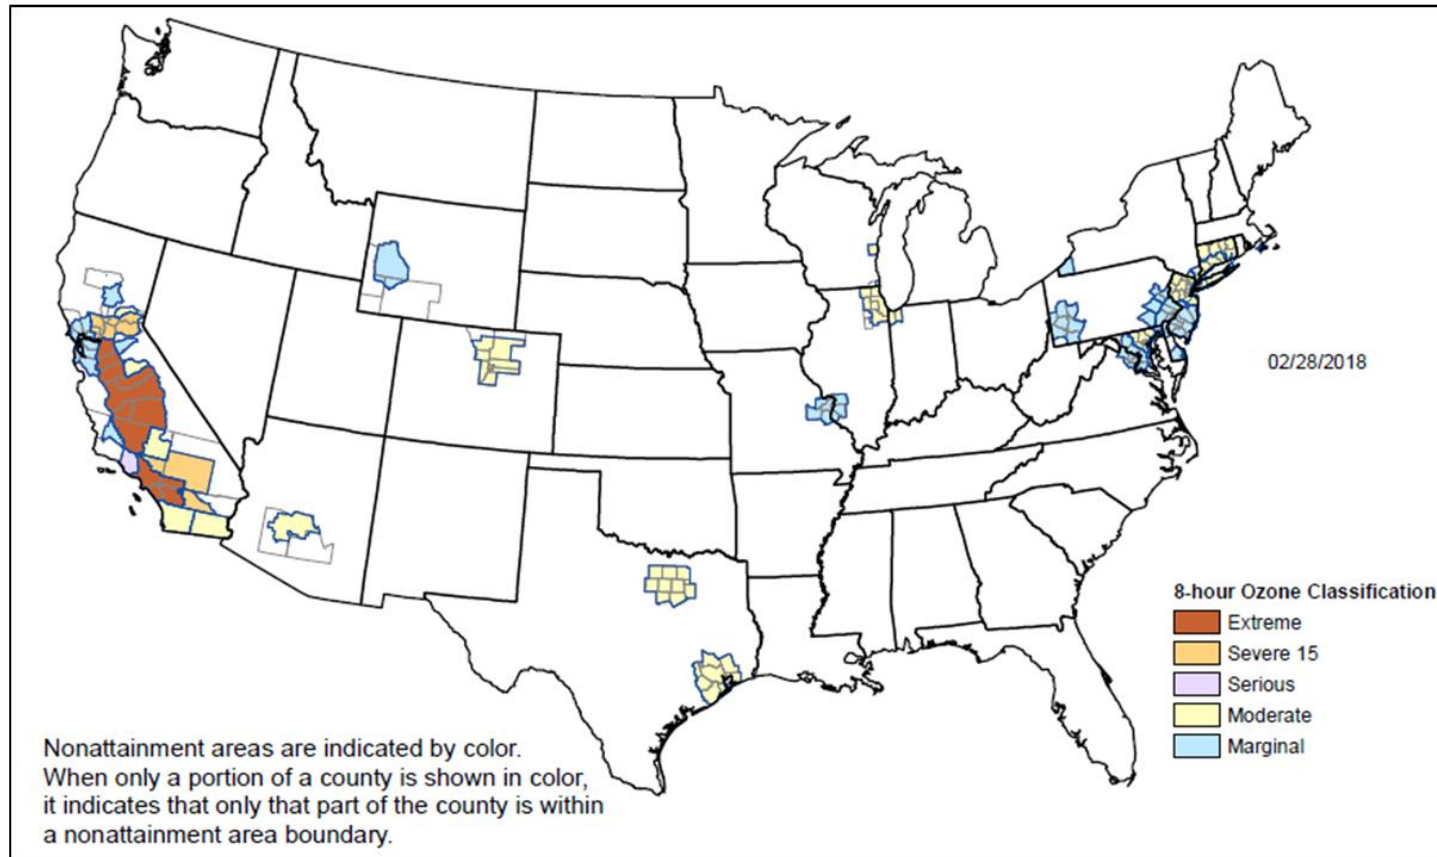 02/28/2018
8-hour Ozone Classification
Extreme
Severe 15
Serious
Moderate
Marginal
Nonattainment areas are indicated by color.
When only a portion of a county is shown in color,
it indicates that only that part of the county is within
a nonattainment area boundary.